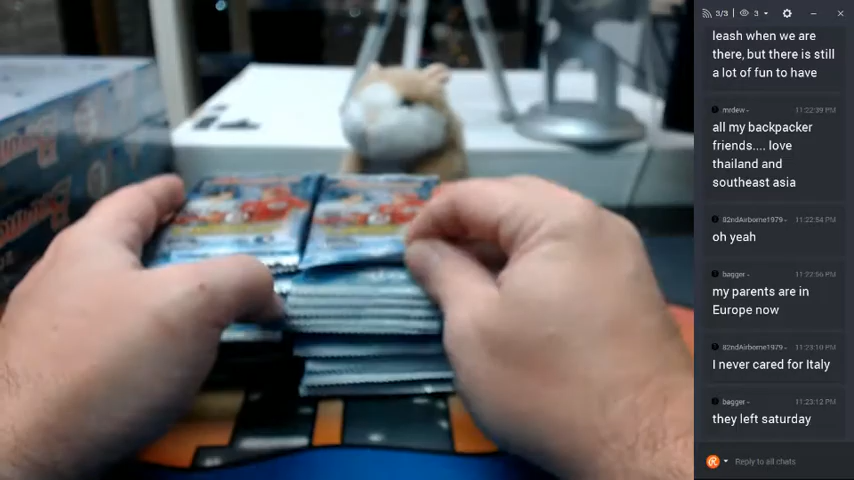 3/3
3
leash when we are
there, but there is still
a lot of fun to have
mrdew
11:22:39 PM
all my backpacker
friends.... love
thailand and
southeast asia
82ndAirborne1979
11:22:54 PM
oh yeah
bagger
11:22:56 PM
my parents are in
Europe now
82ndAirborne1979
11:23:10 PM
I never cared for Italy
bagger
11:23:12 PM
they left saturday
Reply to all chats